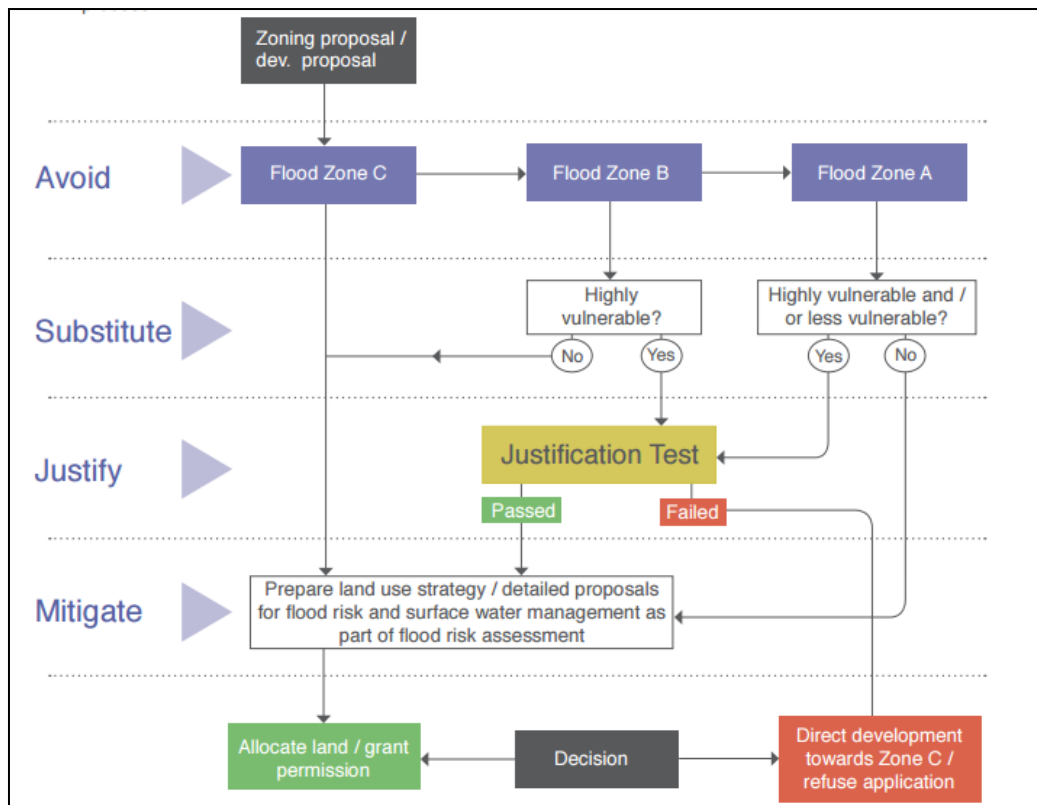 Zoning proposal /
dev. proposal
Avoid
Flood Zone C
Flood Zone B
Flood Zone A
Substitute
Highly
vulnerable?
Highly vulnerable and /
or less vulnerable?
No
Yes
Yes
No
Justify
Justification Test
Passed
Failed
Mitigate
Prepare land use strategy / detailed proposals
for flood risk and surface water management as
part of flood risk assessment
Allocate land / grant
permission
Decision
Direct development
towards Zone C /
refuse application